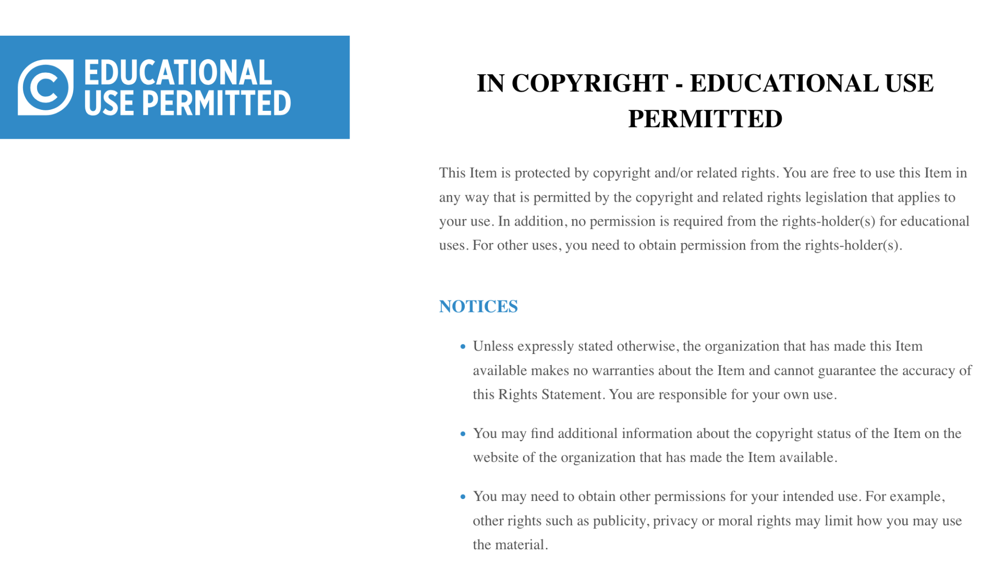 EDUCATIONAL
USE PERMITTED
IN COPYRIGHT - EDUCATIONAL USE
PERMITTED
This Item is protected by copyright and/or related rights. You are free to use this Item in
any way that is permitted by the copyright and related rights legislation that applies to
your use. In addition, no permission is required from the rights-holder(s) for educational
uses. For other uses, you need to obtain permission from the rights-holder(s).
NOTICES
• Unless expressly stated otherwise, the organization that has made this Item
available makes no warranties about the Item and cannot guarantee the accuracy of
this Rights Statement. You are responsible for your own use.
• You may find additional information about the copyright status of the Item on the
website of the organization that has made the Item available.
• You may need to obtain other permissions for your intended use. For example,
other rights such as publicity, privacy or moral rights may limit how you may use
the material.